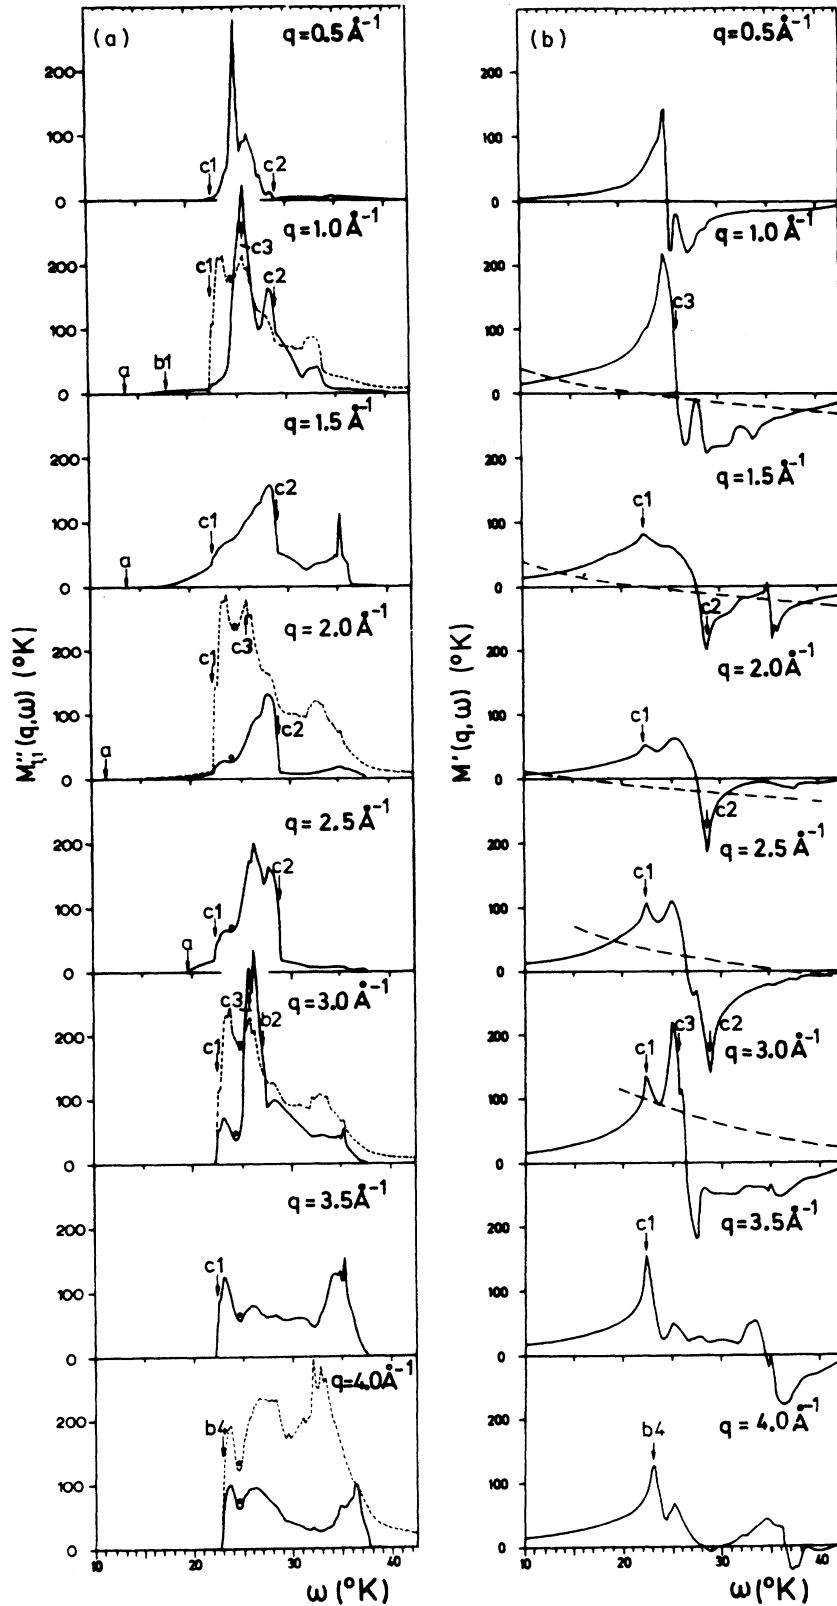 (a)
q=0.5Å⁻¹
200
100
0
c1
c2
q=1.0Å⁻¹
c3
c1
c2
200
100
a
b1
0
q=1.5Å⁻¹
200
c2
100
c1
a
0
q=2.0Å⁻¹
200
c3
c1
100
c2
a
0
q=2.5Å⁻¹
200
c2
100
c1
a
0
q=3.0Å⁻¹
c3
b2
200
c1
100
0
q=3.5Å⁻¹
200
c1
100
0
q=4.0Å⁻¹
200
b4
100
0
10
20
30
40
M″₁,₁(q,ω) (°K)
ω(°K)
(b)
q=0.5Å⁻¹
200
100
0
q=1.0Å⁻¹
200
c3
100
0
200
q=1.5Å⁻¹
c1
100
0
c2
200
q=2.0Å⁻¹
c1
100
0
c2
200
q=2.5Å⁻¹
c1
100
0
c1
c3
c2
200
q=3.0Å⁻¹
100
0
200
q=3.5Å⁻¹
c1
100
0
200
q=4.0Å⁻¹
b4
100
0
10
20
30
40
M′(q,ω) (°K)
ω(°K)